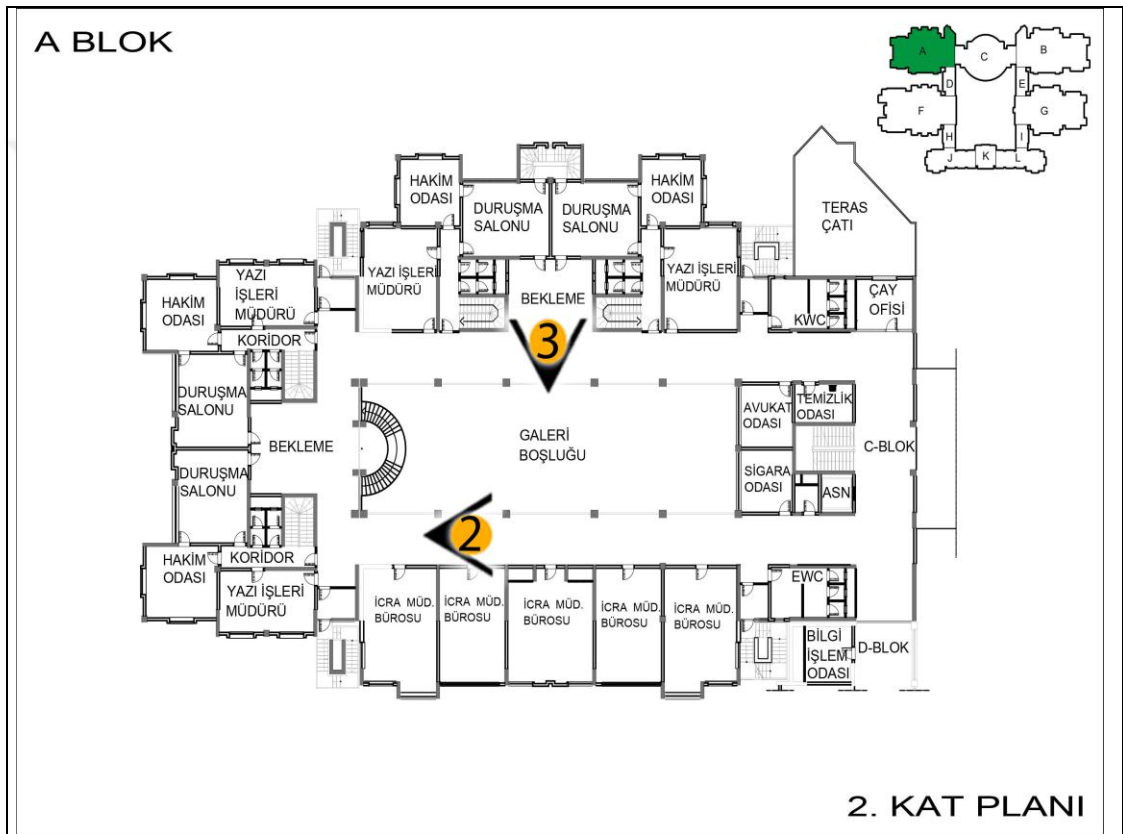 A BLOK
A
B
C
D
E
F
G
H
I
J
K
L
HAKİM
ODASI
DURUŞMA
SALONU
DURUŞMA
SALONU
HAKİM
ODASI
TERAS
ÇATI
YAZI
İŞLERİ
MÜDÜRÜ
YAZI İŞLERİ
MÜDÜRÜ
BEKLEME
YAZI İŞLERİ
MÜDÜRÜ
KWC
ÇAY
OFİSİ
HAKİM
ODASI
KORİDOR
3
DURUŞMA
SALONU
BEKLEME
GALERİ
BOŞLUĞU
AVUKAT
ODASI
TEMİZLİK
ODASI
C-BLOK
DURUŞMA
SALONU
SİGARA
ODASI
ASN
2
HAKİM
ODASI
KORİDOR
YAZI İŞLERİ
MÜDÜRÜ
İCRA MÜD.
BÜROSU
İCRA MÜD.
BÜROSU
İCRA MÜD.
BÜROSU
İCRA MÜD.
BÜROSU
İCRA MÜD.
BÜROSU
EWC
BİLGİ
İŞLEM
ODASI
D-BLOK
2. KAT PLANI